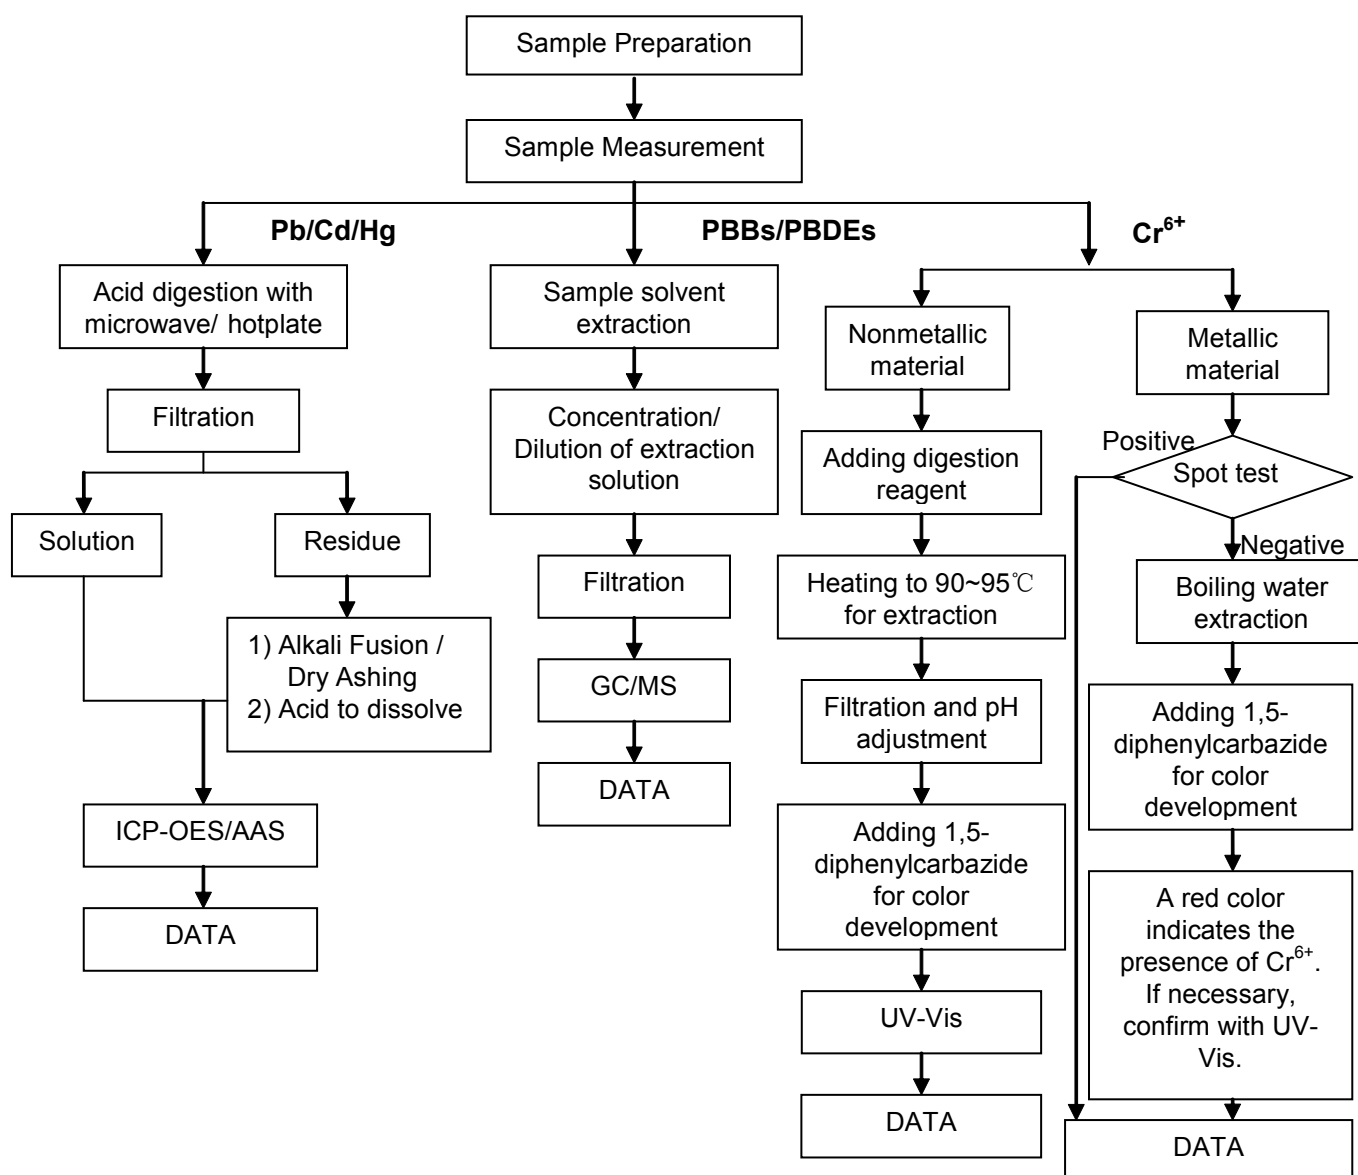 Sample Preparation
Sample Measurement
Pb/Cd/Hg
PBBs/PBDEs
Cr⁶⁺
Acid digestion with
microwave/ hotplate
Filtration
Solution
Residue
1) Alkali Fusion /
Dry Ashing
2) Acid to dissolve
ICP-OES/AAS
DATA
Sample solvent
extraction
Concentration/
Dilution of extraction
solution
Filtration
GC/MS
DATA
Nonmetallic
material
Adding digestion
reagent
Heating to 90~95℃
for extraction
Filtration and pH
adjustment
Adding 1,5-
diphenylcarbazide
for color
development
UV-Vis
DATA
Metallic
material
Positive
Spot test
Negative
Boiling water
extraction
Adding 1,5-
diphenylcarbazide
for color
development
A red color
indicates the
presence of Cr⁶⁺.
If necessary,
confirm with UV-
Vis.
DATA